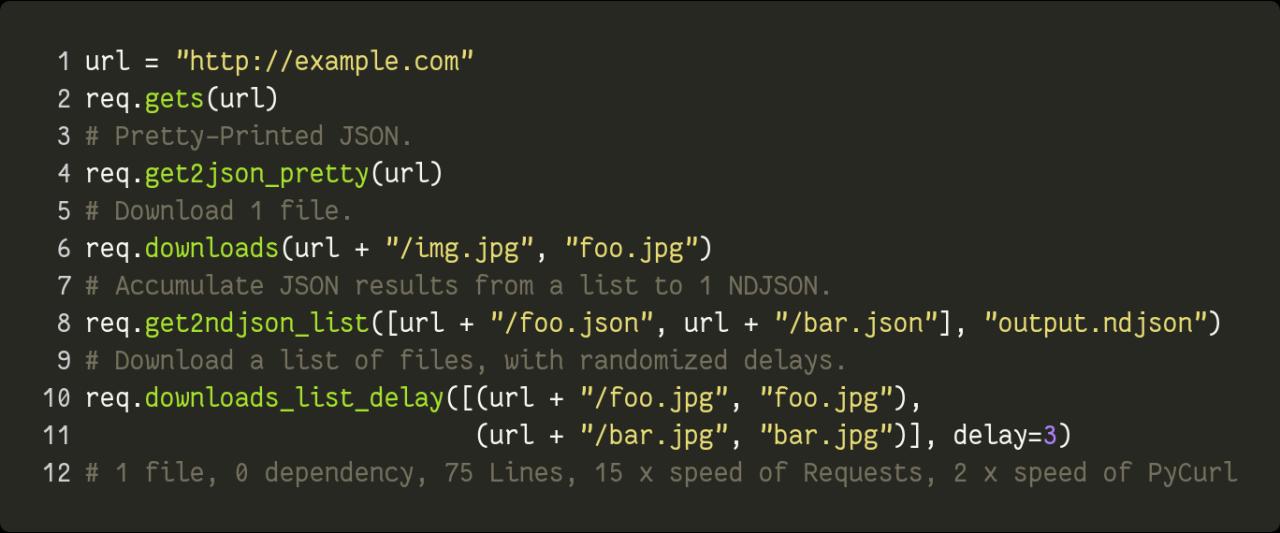 1 url = "http://example.com"
2 req.gets(url)
3 # Pretty-Printed JSON.
4 req.get2json_pretty(url)
5 # Download 1 file.
6 req.downloads(url + "/img.jpg", "foo.jpg")
7 # Accumulate JSON results from a list to 1 NDJSON.
8 req.get2ndjson_list([url + "/foo.json", url + "/bar.json"], "output.ndjson")
9 # Download a list of files, with randomized delays.
10 req.downloads_list_delay([(url + "/foo.jpg", "foo.jpg"),
11                           (url + "/bar.jpg", "bar.jpg")], delay=3)
12 # 1 file, 0 dependency, 75 Lines, 15 x speed of Requests, 2 x speed of PyCurl